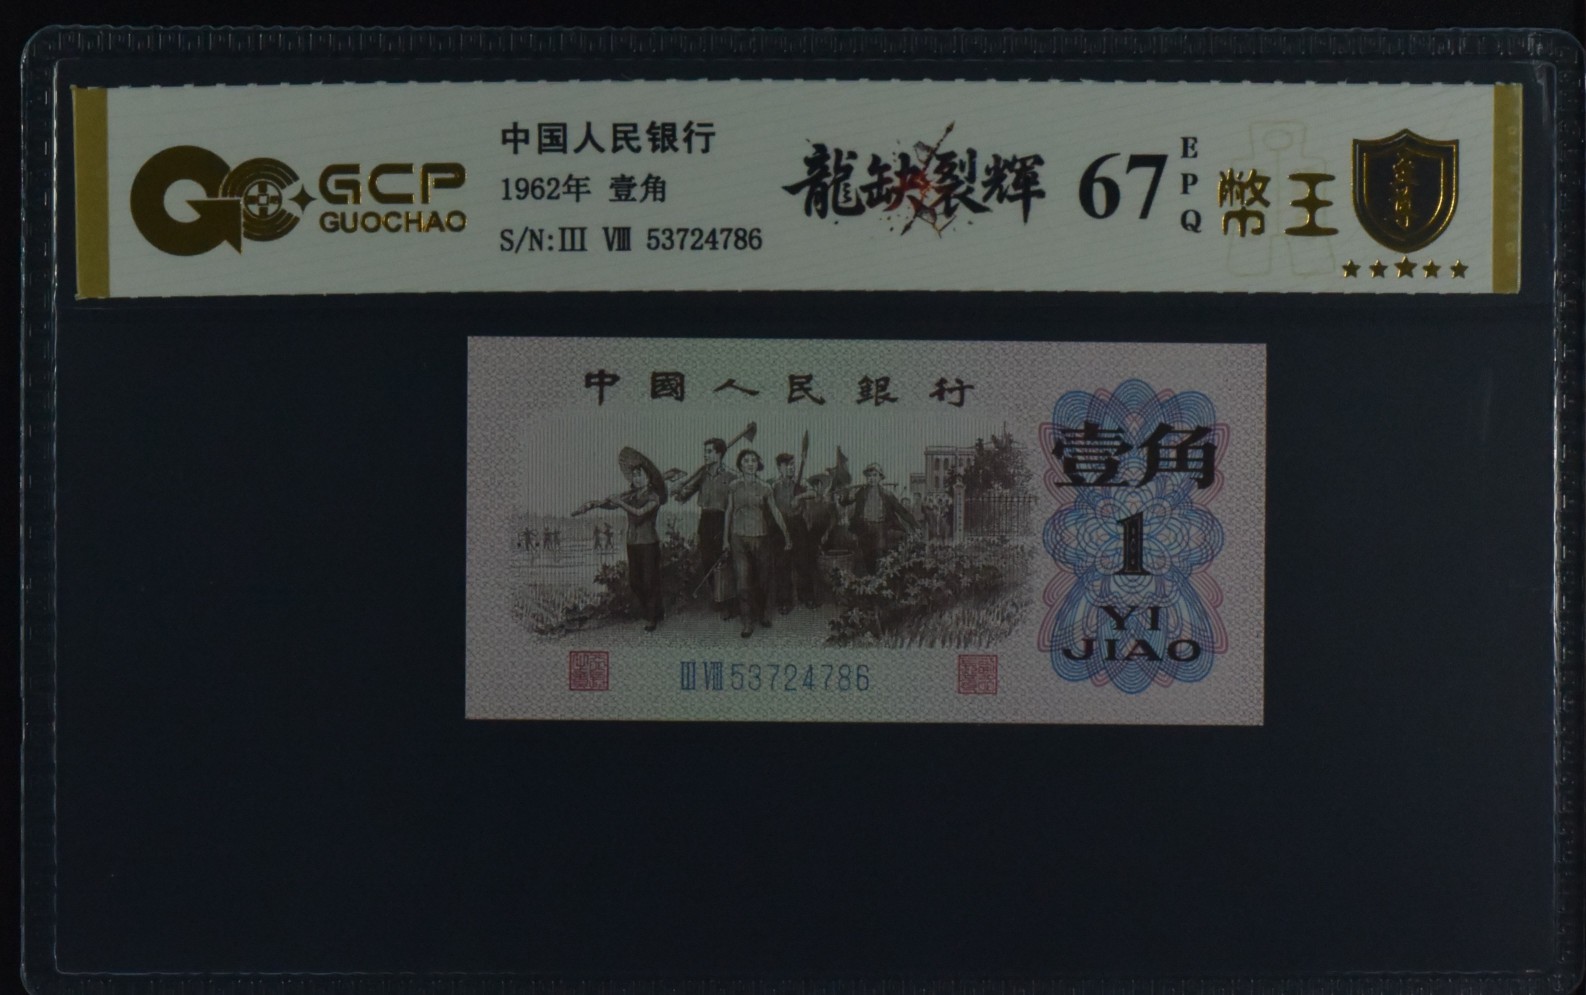 GCP
GUOCHAO
中国人民银行
1962年 壹角
S/N:III VIII 53724786
龍缺裂輝
67
EPQ
幣王
中國人民銀行
壹角
1
YI
JIAO
III VIII 53724786